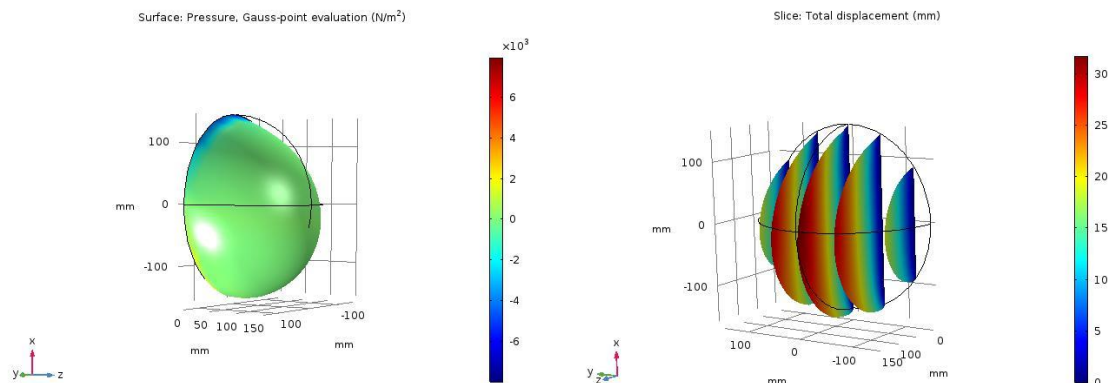 Surface: Pressure, Gauss-point evaluation (N/m²)
×10³
6
4
2
0
-2
-4
-6
100
0
-100
mm
0 50 100 150
100
-100
mm
mm
x
y
z
Slice: Total displacement (mm)
30
25
20
15
10
5
0
100
0
-100
mm
100
0
-100
150
100
0
mm
mm
x
y
z